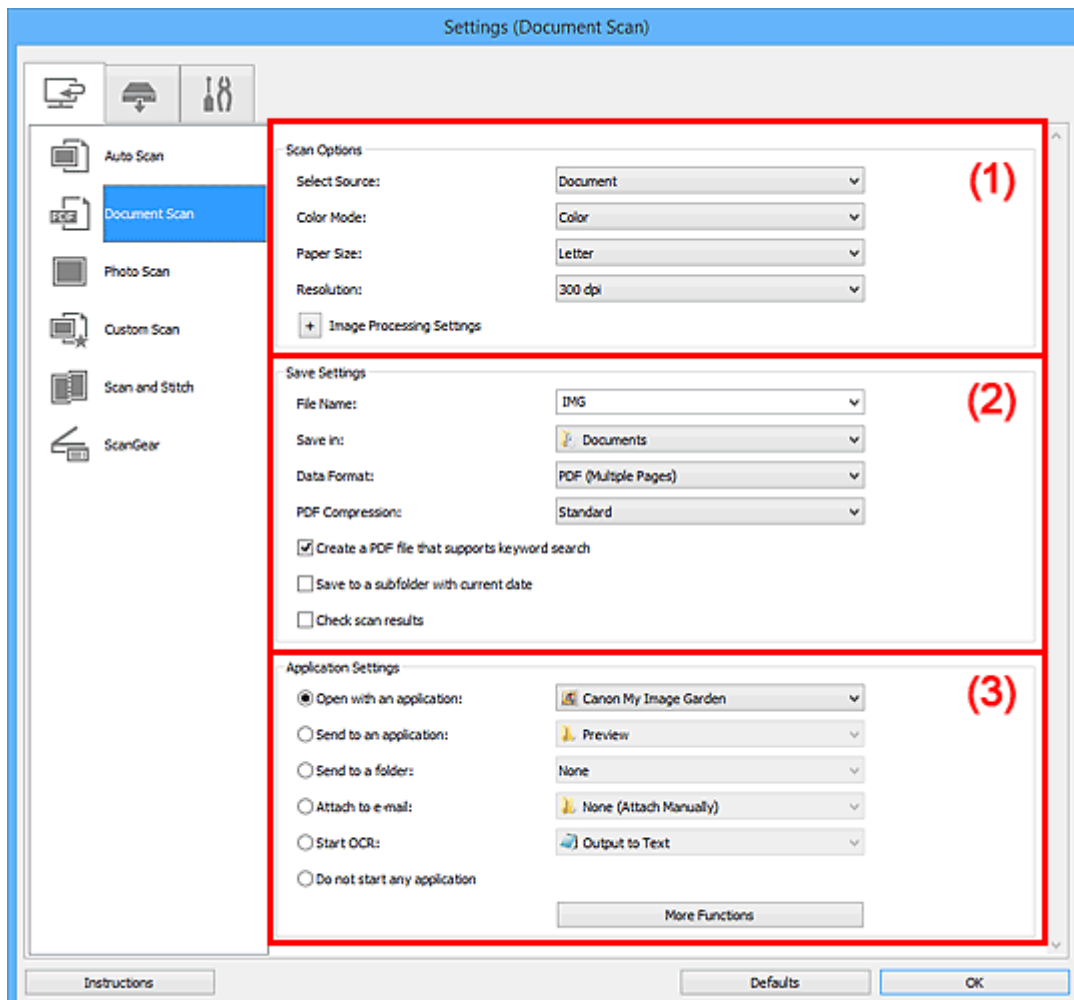 Settings (Document Scan)
Auto Scan
PDF Document Scan
Photo Scan
Custom Scan
Scan and Stitch
ScanGear
Scan Options (1)
Select Source: Document
Color Mode: Color
Paper Size: Letter
Resolution: 300 dpi
+ Image Processing Settings
Save Settings (2)
File Name: IMG
Save in: Documents
Data Format: PDF (Multiple Pages)
PDF Compression: Standard
Create a PDF file that supports keyword search
Save to a subfolder with current date
Check scan results
Application Settings (3)
Open with an application: Canon My Image Garden
Send to an application: Preview
Send to a folder: None
Attach to e-mail: None (Attach Manually)
Start OCR: Output to Text
Do not start any application
More Functions
Instructions Defaults OK